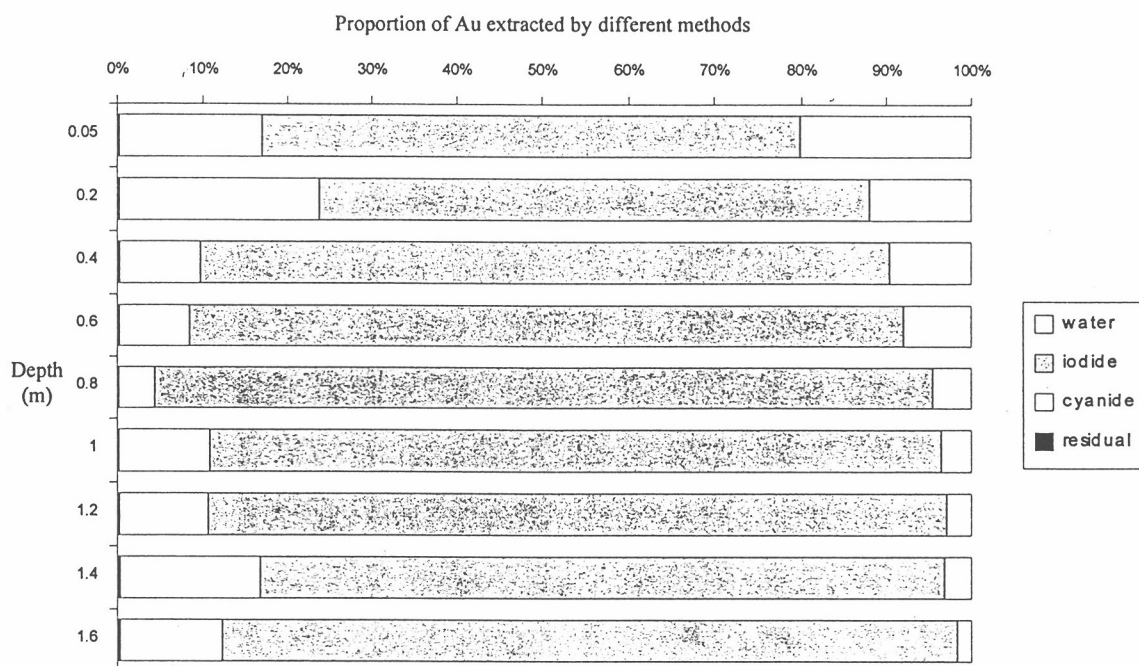 Proportion of Au extracted by different methods
0% 10% 20% 30% 40% 50% 60% 70% 80% 90% 100%
0.05
0.2
0.4
0.6
0.8
1
1.2
1.4
1.6
Depth
(m)
water
iodide
cyanide
residual